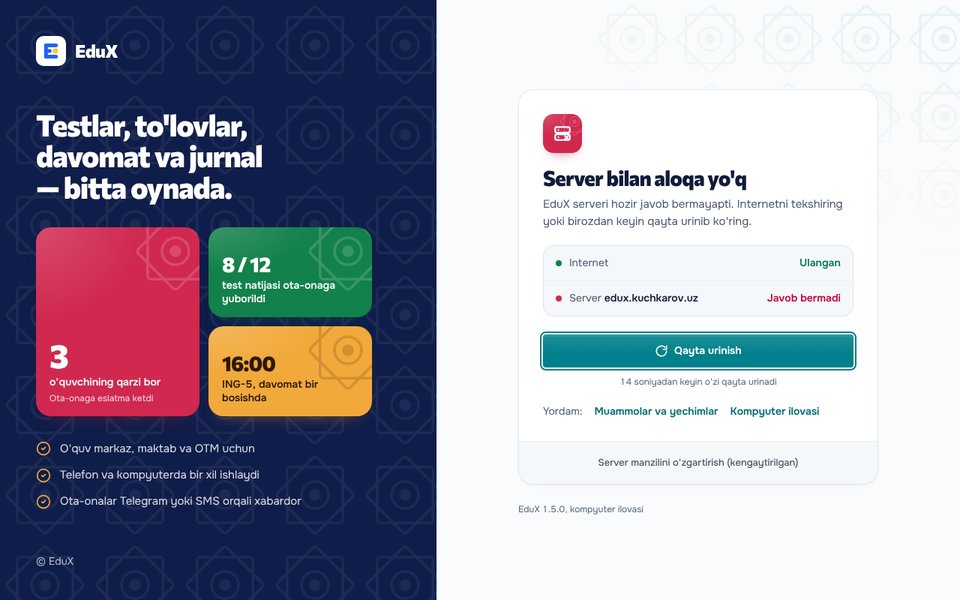 EduX
Testlar, to'lovlar,
davomat va jurnal
— bitta oynada.
3
o'quvchining qarzi bor
Ota-onaga eslatma ketdi
8/12
test natijasi ota-onaga
yuborildi
16:00
ING-5, davomat bir
bosishda
O'quv markaz, maktab va OTM uchun
Telefon va kompyuterda bir xil ishlaydi
Ota-onalar Telegram yoki SMS orqali xabardor
© EduX
Server bilan aloqa yo'q
EduX serveri hozir javob bermayapti. Internetni tekshiring
yoki birozdan keyin qayta urinib ko'ring.
Internet Ulangan
Server edux.kuchkarov.uz Javob bermadi
Qayta urinish
14 soniyadan keyin o'zi qayta urinadi
Yordam: Muammolar va yechimlar Kompyuter ilovasi
Server manzilini o'zgartirish (kengaytirilgan)
EduX 1.5.0, kompyuter ilovasi